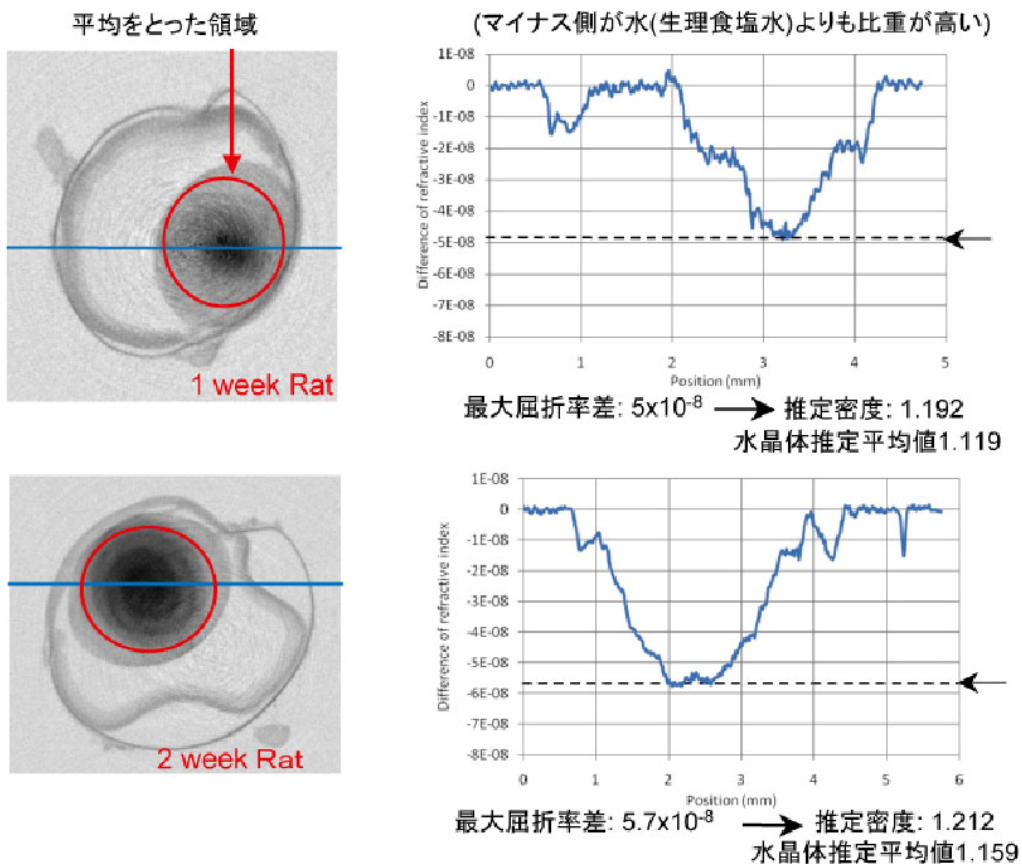 平均をとった領域
(マイナス側が水(生理食塩水)よりも比重が高い)
1 week Rat
Difference of refractive index
1E-08
0
-1E-08
-2E-08
-3E-08
-4E-08
-5E-08
-6E-08
-7E-08
-8E-08
0 1 2 3 4 5
Position (mm)
最大屈折率差: 5x10⁻⁸ → 推定密度: 1.192
水晶体推定平均値1.119
2 week Rat
Difference of refractive index
1E-08
0
-1E-08
-2E-08
-3E-08
-4E-08
-5E-08
-6E-08
-7E-08
-8E-08
0 1 2 3 4 5 6
Position (mm)
最大屈折率差: 5.7x10⁻⁸ → 推定密度: 1.212
水晶体推定平均値1.159